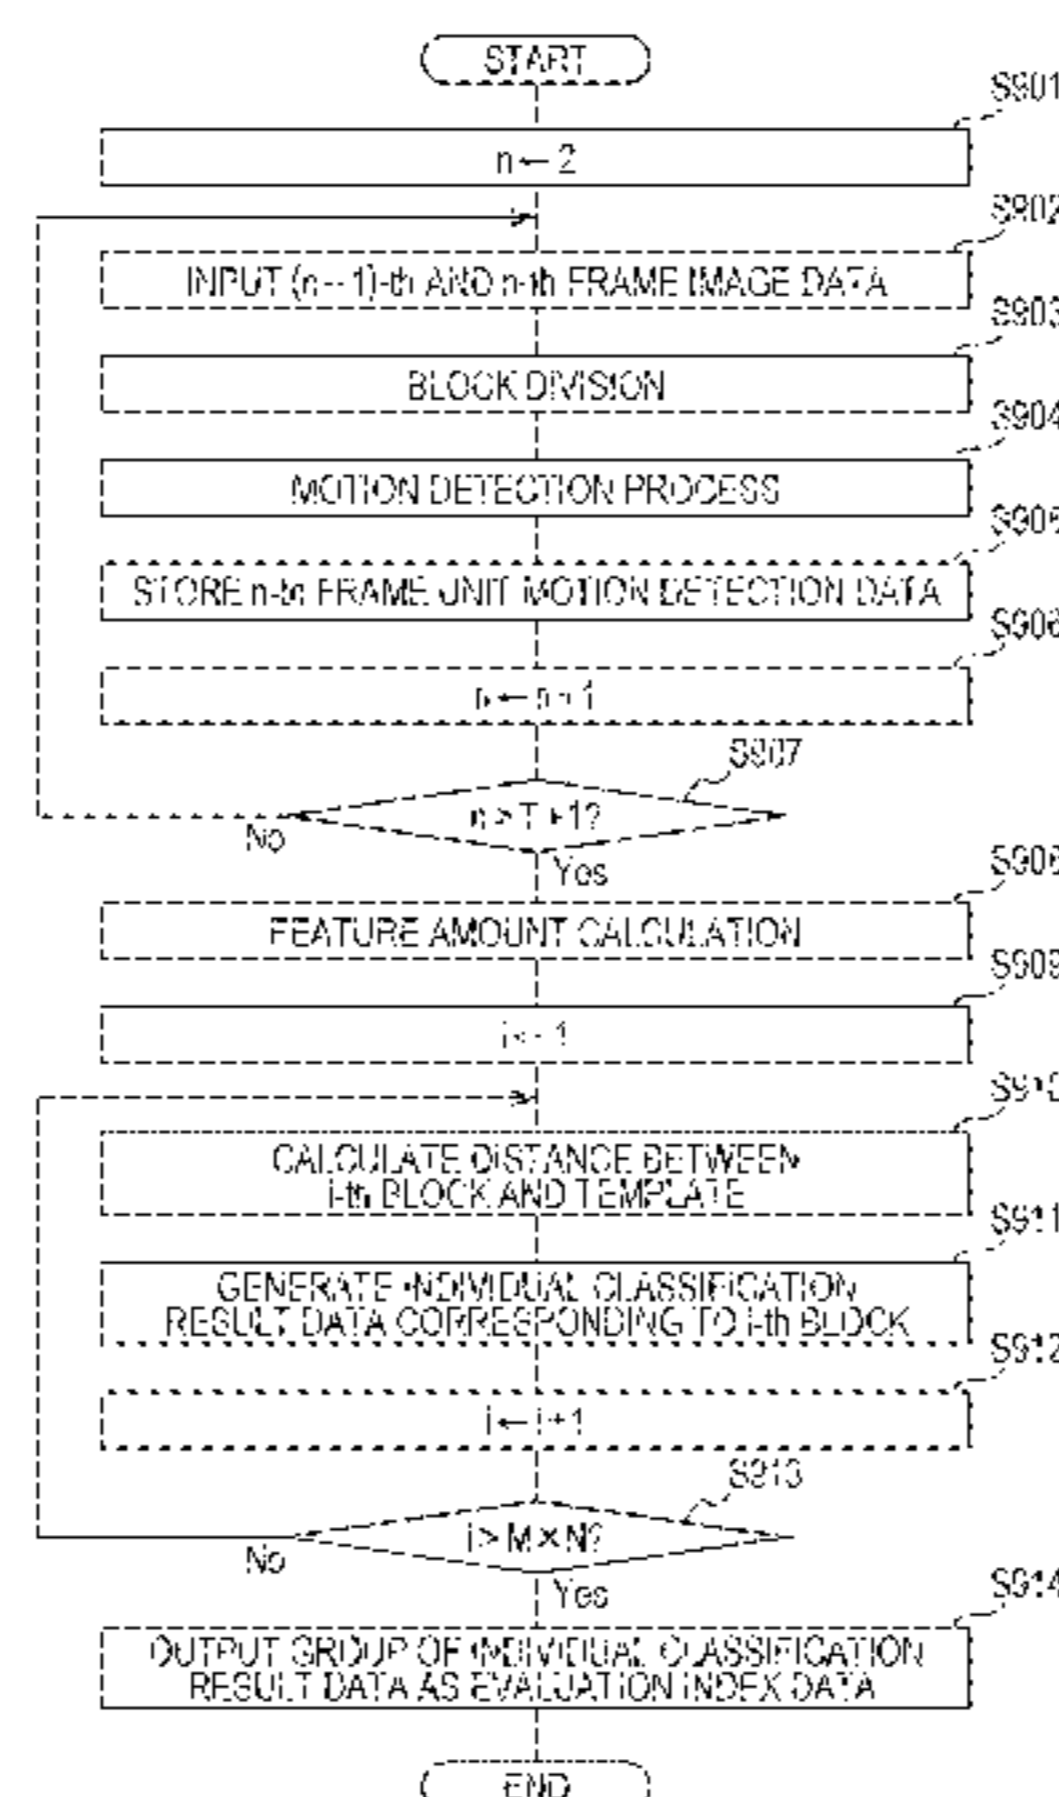 START
S901
n ← 2
S902
INPUT (n-1)-th AND n-th FRAME IMAGE DATA
S903
BLOCK DIVISION
S904
MOTION DETECTION PROCESS
S905
STORE n-th FRAME UNIT MOTION DETECTION DATA
S906
n ← n+1
S907
n > T+1?
No
Yes
S908
FEATURE AMOUNT CALCULATION
S909
i ← 1
S910
CALCULATE DISTANCE BETWEEN
i-th BLOCK AND TEMPLATE
S911
GENERATE INDIVIDUAL CLASSIFICATION
RESULT DATA CORRESPONDING TO i-th BLOCK
S912
i ← i+1
S913
i > M × N?
No
Yes
S914
OUTPUT GROUP OF INDIVIDUAL CLASSIFICATION
RESULT DATA AS EVALUATION INDEX DATA
END